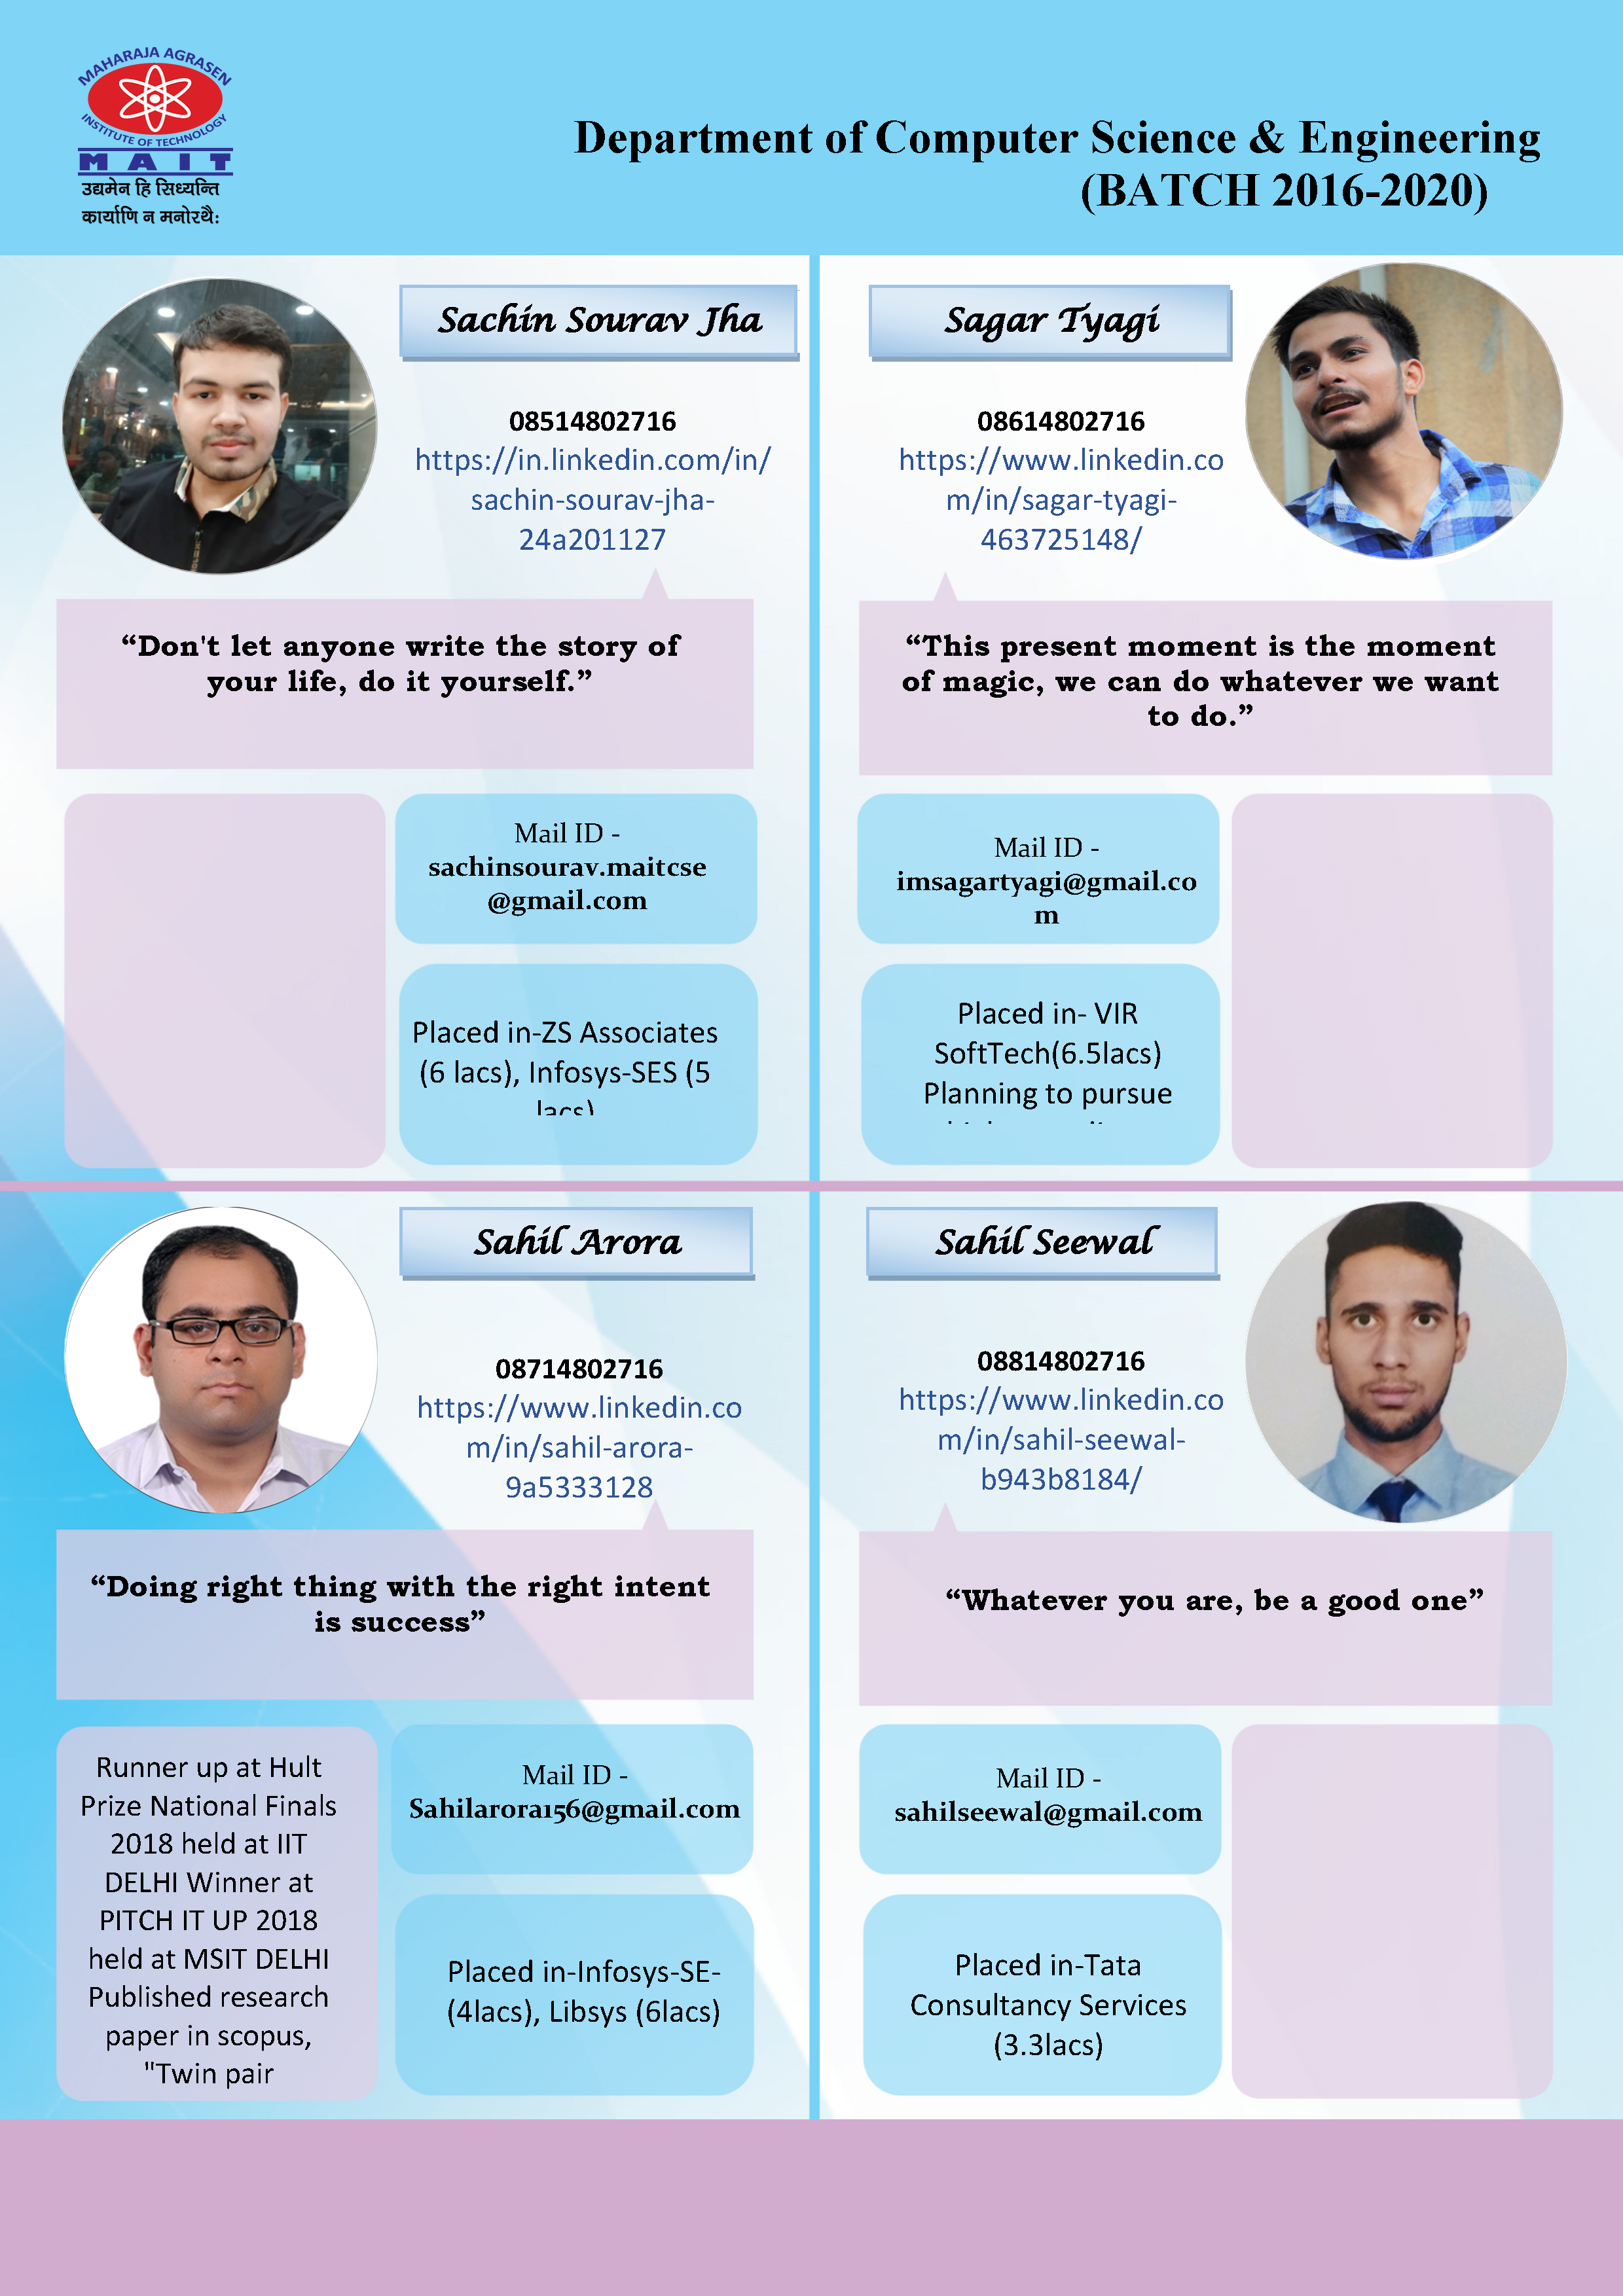 MAHARAJA AGRASEN
INSTITUTE OF TECHNOLOGY
MAIT
उद्यमेन हि सिध्यन्ति
कार्याणि न मनोरथै:
Department of Computer Science & Engineering
(BATCH 2016-2020)
Sachin Sourav Jha
08514802716
https://in.linkedin.com/in/
sachin-sourav-jha-
24a201127
“Don't let anyone write the story of
your life, do it yourself.”
Mail ID -
sachinsourav.maitcse
@gmail.com
Placed in-ZS Associates
(6 lacs), Infosys-SES (5
lacs)
Sagar Tyagi
08614802716
https://www.linkedin.co
m/in/sagar-tyagi-
463725148/
“This present moment is the moment
of magic, we can do whatever we want
to do.”
Mail ID -
imsagartyagi@gmail.co
m
Placed in- VIR
SoftTech(6.5lacs)
Planning to pursue
Sahil Arora
08714802716
https://www.linkedin.co
m/in/sahil-arora-
9a5333128
“Doing right thing with the right intent
is success”
Runner up at Hult
Prize National Finals
2018 held at IIT
DELHI Winner at
PITCH IT UP 2018
held at MSIT DELHI
Published research
paper in scopus,
"Twin pair
Mail ID -
Sahilarora156@gmail.com
Placed in-Infosys-SE-
(4lacs), Libsys (6lacs)
Sahil Seewal
08814802716
https://www.linkedin.co
m/in/sahil-seewal-
b943b8184/
“Whatever you are, be a good one”
Mail ID -
sahilseewal@gmail.com
Placed in-Tata
Consultancy Services
(3.3lacs)